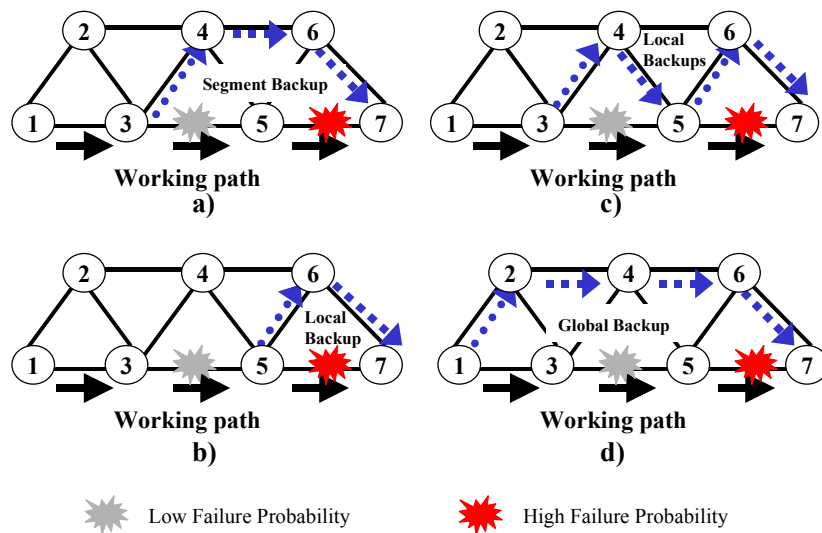 2 4 6
Segment Backup
1 3 5 7
Working path
a)
2 4 6
Local
Backups
1 3 5 7
Working path
c)
2 4 6
Local
Backup
1 3 5 7
Working path
b)
2 4 6
Global Backup
1 3 5 7
Working path
d)
Low Failure Probability
High Failure Probability